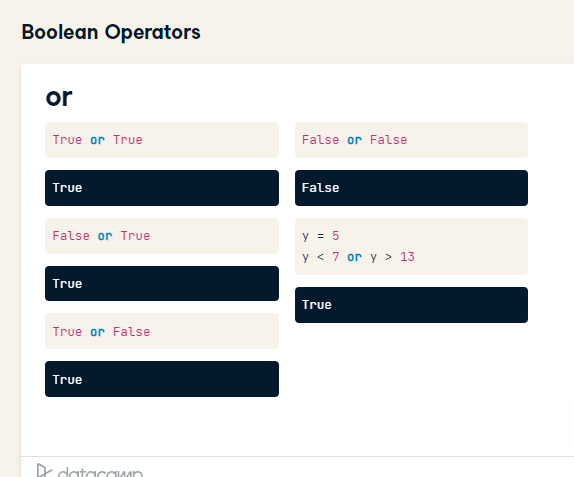 Boolean Operators
or
True or True
True
False or True
True
True or False
True
False or False
False
y = 5
y < 7 or y > 13
True
datacamp